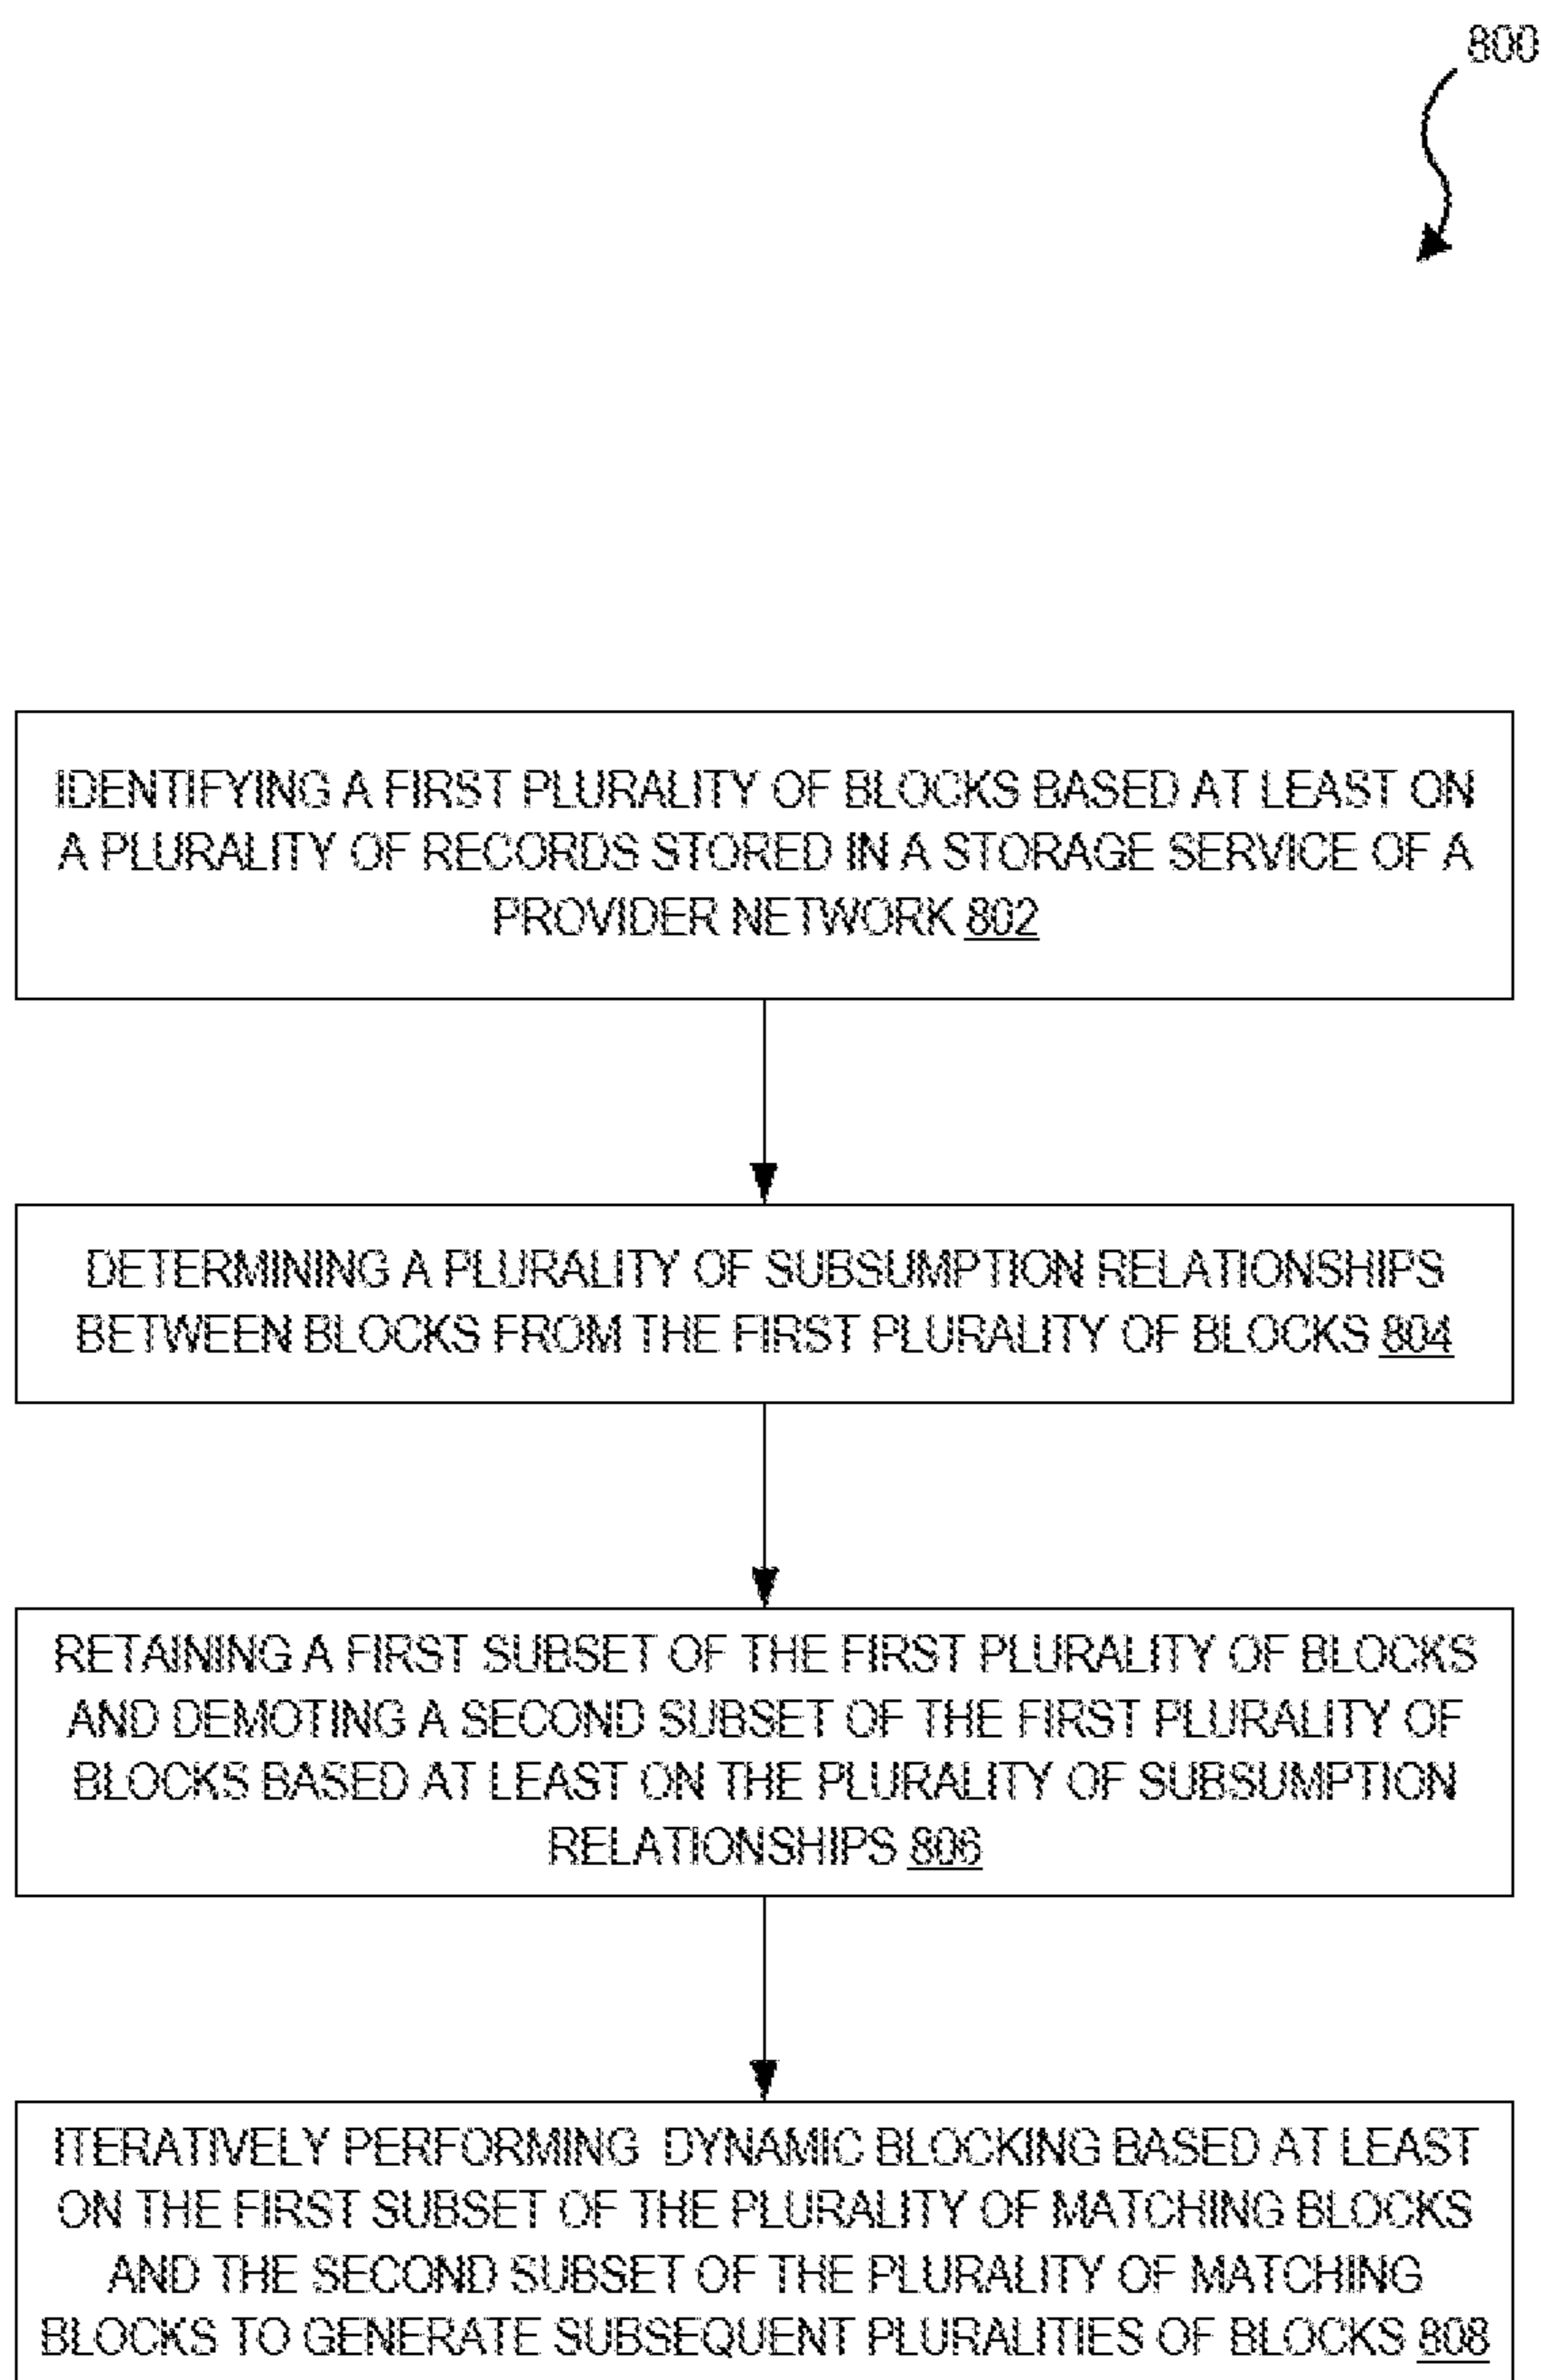 800
IDENTIFYING A FIRST PLURALITY OF BLOCKS BASED AT LEAST ON
A PLURALITY OF RECORDS STORED IN A STORAGE SERVICE OF A
PROVIDER NETWORK 802
DETERMINING A PLURALITY OF SUBSUMPTION RELATIONSHIPS
BETWEEN BLOCKS FROM THE FIRST PLURALITY OF BLOCKS 804
RETAINING A FIRST SUBSET OF THE FIRST PLURALITY OF BLOCKS
AND DEMOTING A SECOND SUBSET OF THE FIRST PLURALITY OF
BLOCKS BASED AT LEAST ON THE PLURALITY OF SUBSUMPTION
RELATIONSHIPS 806
ITERATIVELY PERFORMING DYNAMIC BLOCKING BASED AT LEAST
ON THE FIRST SUBSET OF THE PLURALITY OF MATCHING BLOCKS
AND THE SECOND SUBSET OF THE PLURALITY OF MATCHING
BLOCKS TO GENERATE SUBSEQUENT PLURALITIES OF BLOCKS 808